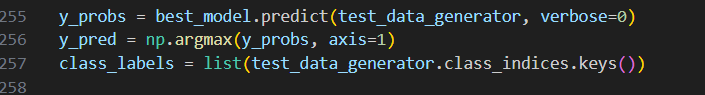 255 y_probs = best_model.predict(test_data_generator, verbose=0)
256 y_pred = np.argmax(y_probs, axis=1)
257 class_labels = list(test_data_generator.class_indices.keys())
258